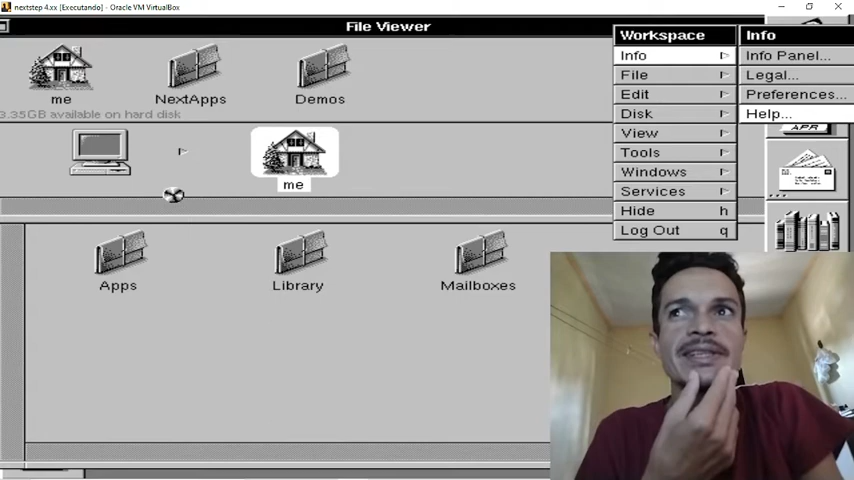 nextstep 4.xx [Executando] - Oracle VM VirtualBox
File Viewer
me
NextApps
Demos
3.35GB available on hard disk
me
Apps
Library
Mailboxes
Workspace
Info
File
Edit
Disk
View
Tools
Windows
Services
Hide h
Log Out q
Info
Info Panel...
Legal...
Preferences...
Help...
APR